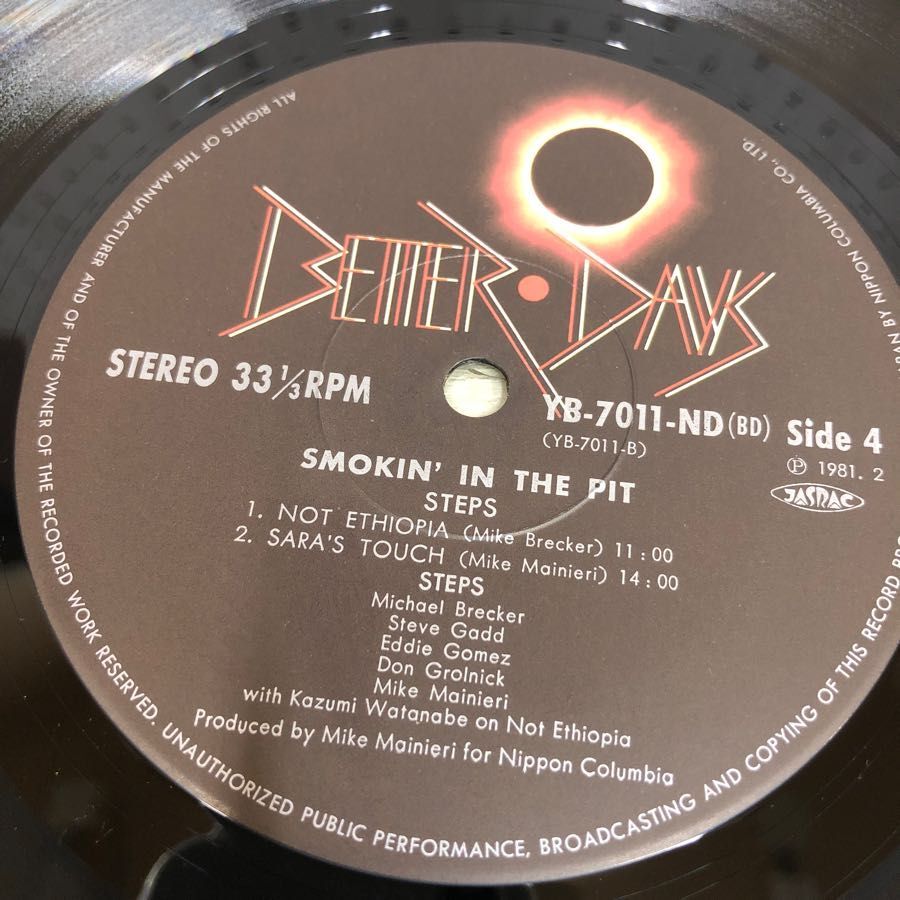 BETTER • DAYS
STEREO 33 1/3 RPM
YB-7011-ND (BD) Side 4
(YB-7011-B)
Ⓟ 1981. 2
JASRAC
SMOKIN' IN THE PIT
STEPS
1. NOT ETHIOPIA (Mike Brecker) 11:00
2. SARA'S TOUCH (Mike Mainieri) 14:00
STEPS
Michael Brecker
Steve Gadd
Eddie Gomez
Don Grolnick
Mike Mainieri
with Kazumi Watanabe on Not Ethiopia
Produced by Mike Mainieri for Nippon Columbia
ALL RIGHTS OF THE MANUFACTURER AND OF THE OWNER OF THE RECORDED WORK RESERVED. UNAUTHORIZED PUBLIC PERFORMANCE, BROADCASTING AND COPYING OF THIS RECORD
BY NIPPON COLUMBIA CO., LTD.